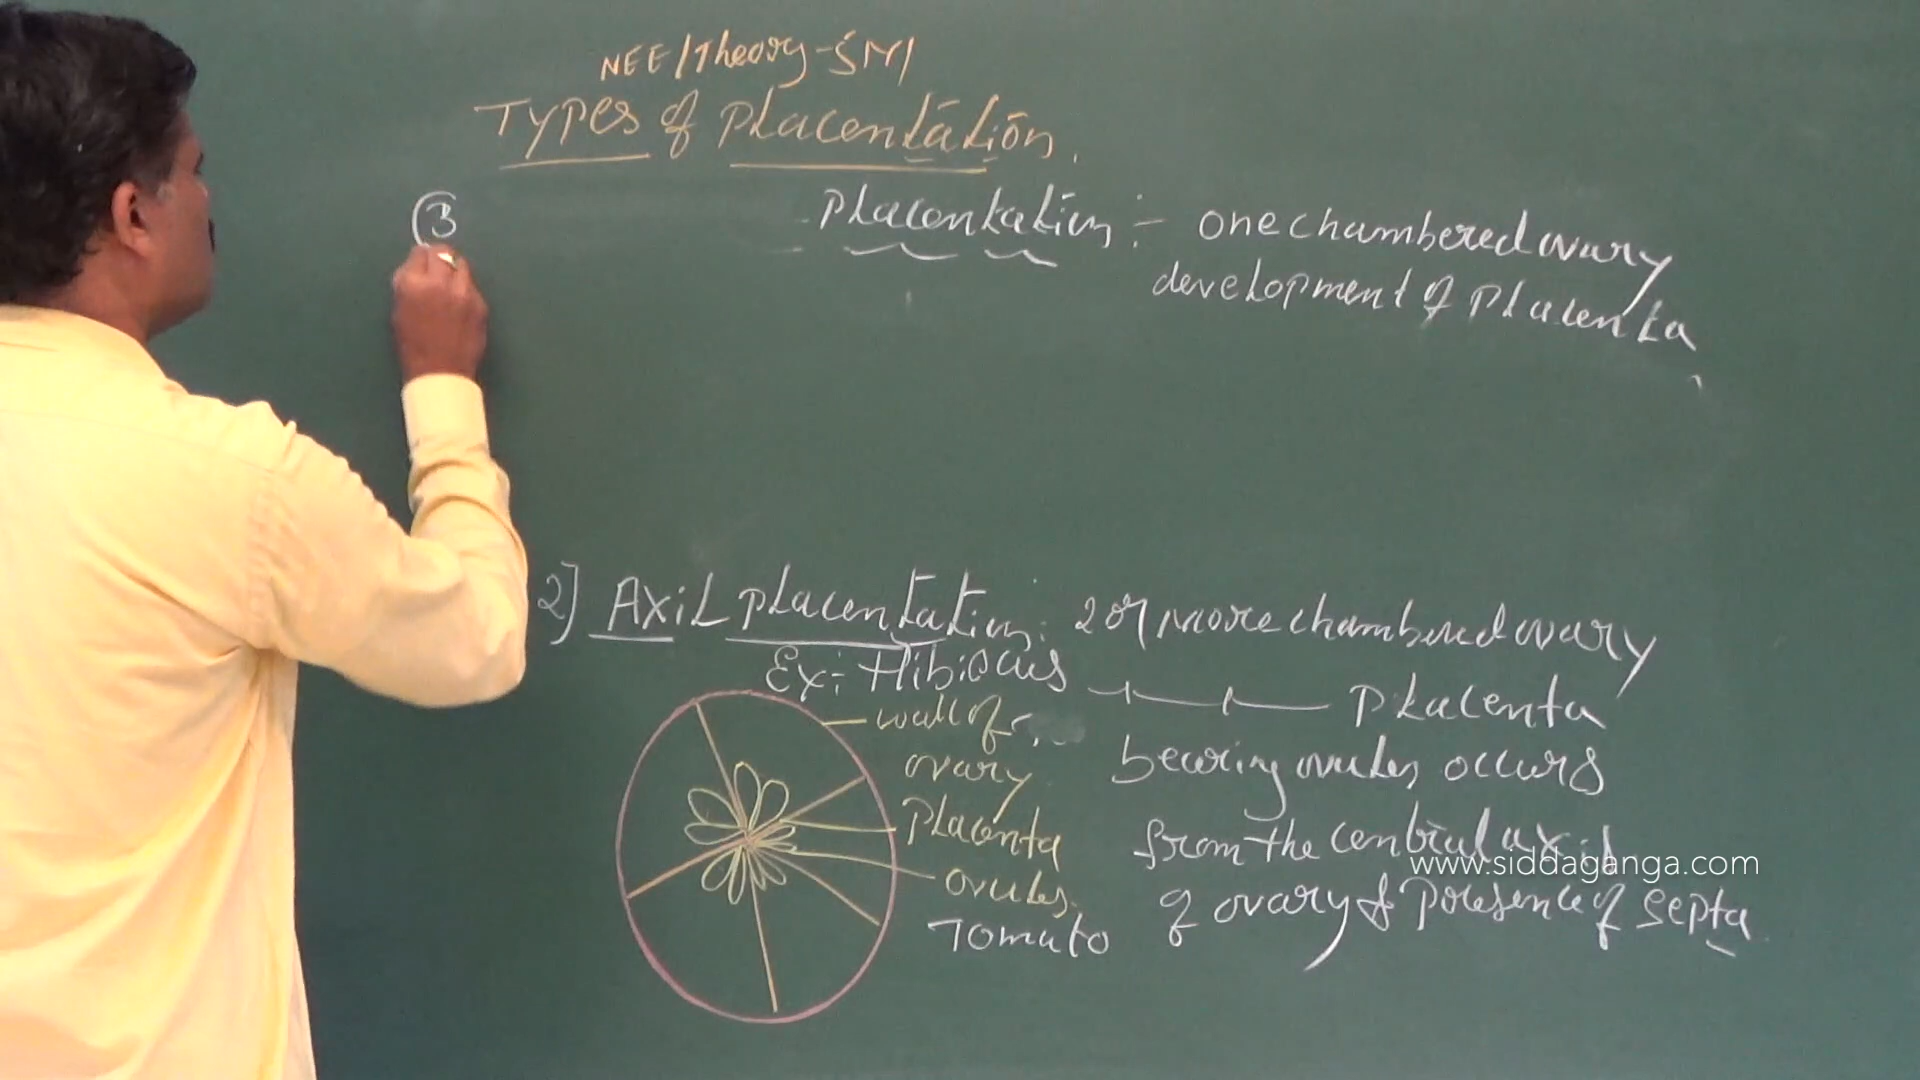 NEE/Theory-SM/
Types of placentation.
3
placentation :- one chambered ovary
development of placenta
2] Axil placentation: 2 or more chambered ovary
Ex:- Hibiscus
placenta
wall of
ovary
bearing ovules occurs
placenta
from the central axil
www.siddaganga.com
ovules.
of ovary & presence of septa
Tomato